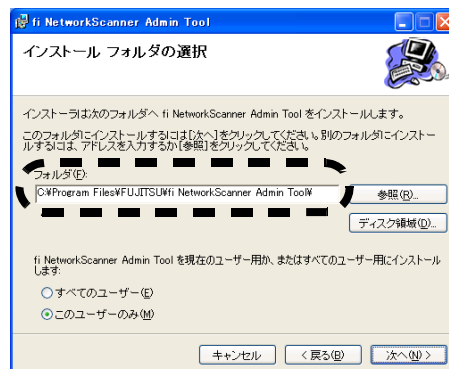 fi NetworkScanner Admin Tool
インストール フォルダの選択
インストーラは次のフォルダへ fi NetworkScanner Admin Tool をインストールします。
このフォルダにインストールするには[次へ]をクリックしてください。別のフォルダにインストー
ルするには、アドレスを入力するか[参照]をクリックしてください。
フォルダ(F):
C:¥Program Files¥FUJITSU¥fi NetworkScanner Admin Tool¥
参照(R)...
ディスク領域(D)...
fi NetworkScanner Admin Tool を現在のユーザー用か、またはすべてのユーザー用にインストール
します:
すべてのユーザー(E)
このユーザーのみ(M)
キャンセル
< 戻る(B)
次へ(N) >